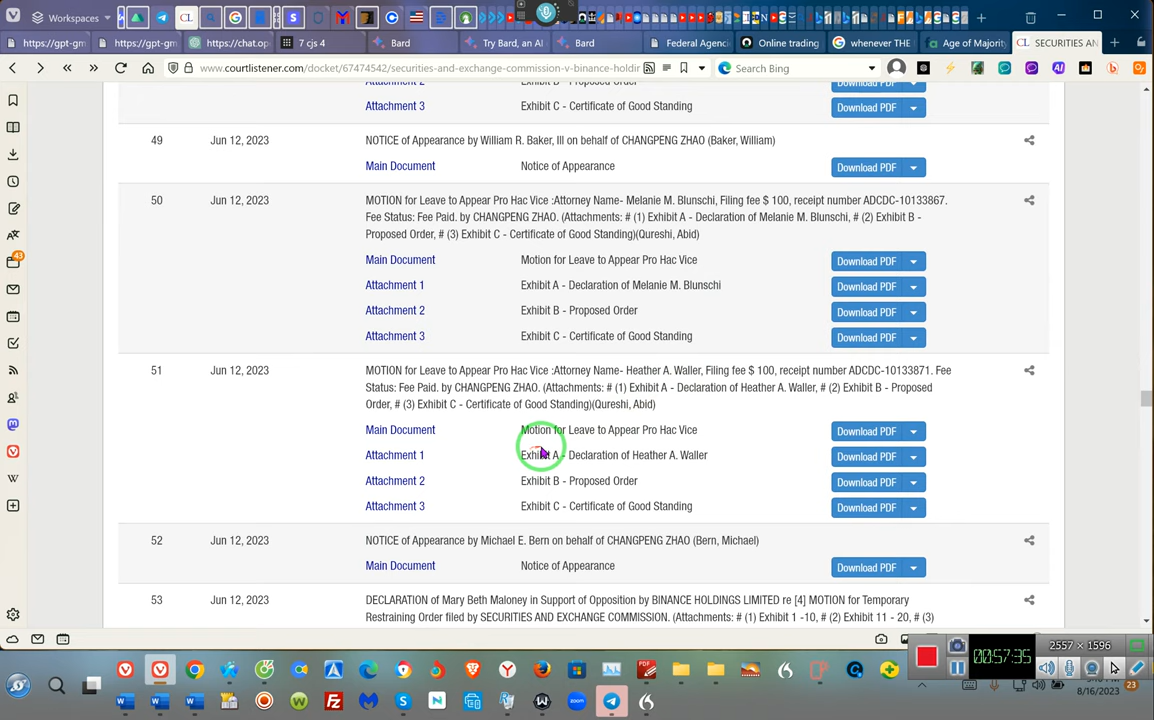 Workspaces
https://gpt-gm
https://gpt-gm
https://chat.op
7 cjs 4
Bard
Try Bard, an AI
Bard
Federal Agenc
Online trading
whenever THE
Age of Majority
SECURITIES AN
www.courtlistener.com/docket/67474542/securities-and-exchange-commission-v-binance-holdir
Search Bing
Attachment 2 Exhibit B - Proposed Order Download PDF
Attachment 3 Exhibit C - Certificate of Good Standing Download PDF
49 Jun 12, 2023 NOTICE of Appearance by William R. Baker, III on behalf of CHANGPENG ZHAO (Baker, William)
Main Document Notice of Appearance Download PDF
50 Jun 12, 2023 MOTION for Leave to Appear Pro Hac Vice :Attorney Name- Melanie M. Blunschi, Filing fee $ 100, receipt number ADCDC-10133867.
Fee Status: Fee Paid. by CHANGPENG ZHAO. (Attachments: # (1) Exhibit A - Declaration of Melanie M. Blunschi, # (2) Exhibit B -
Proposed Order, # (3) Exhibit C - Certificate of Good Standing)(Qureshi, Abid)
Main Document Motion for Leave to Appear Pro Hac Vice Download PDF
Attachment 1 Exhibit A - Declaration of Melanie M. Blunschi Download PDF
Attachment 2 Exhibit B - Proposed Order Download PDF
Attachment 3 Exhibit C - Certificate of Good Standing Download PDF
51 Jun 12, 2023 MOTION for Leave to Appear Pro Hac Vice :Attorney Name- Heather A. Waller, Filing fee $ 100, receipt number ADCDC-10133871. Fee
Status: Fee Paid. by CHANGPENG ZHAO. (Attachments: # (1) Exhibit A - Declaration of Heather A. Waller, # (2) Exhibit B - Proposed
Order, # (3) Exhibit C - Certificate of Good Standing)(Qureshi, Abid)
Main Document Motion for Leave to Appear Pro Hac Vice Download PDF
Attachment 1 Exhibit A - Declaration of Heather A. Waller Download PDF
Attachment 2 Exhibit B - Proposed Order Download PDF
Attachment 3 Exhibit C - Certificate of Good Standing Download PDF
52 Jun 12, 2023 NOTICE of Appearance by Michael E. Bern on behalf of CHANGPENG ZHAO (Bern, Michael)
Main Document Notice of Appearance Download PDF
53 Jun 12, 2023 DECLARATION of Mary Beth Maloney in Support of Opposition by BINANCE HOLDINGS LIMITED re [4] MOTION for Temporary
Restraining Order filed by SECURITIES AND EXCHANGE COMMISSION. (Attachments: # (1) Exhibit 1 -10, # (2) Exhibit 11 - 20, # (3)
43
2557 × 1596
00:57:35
8/16/2023
23